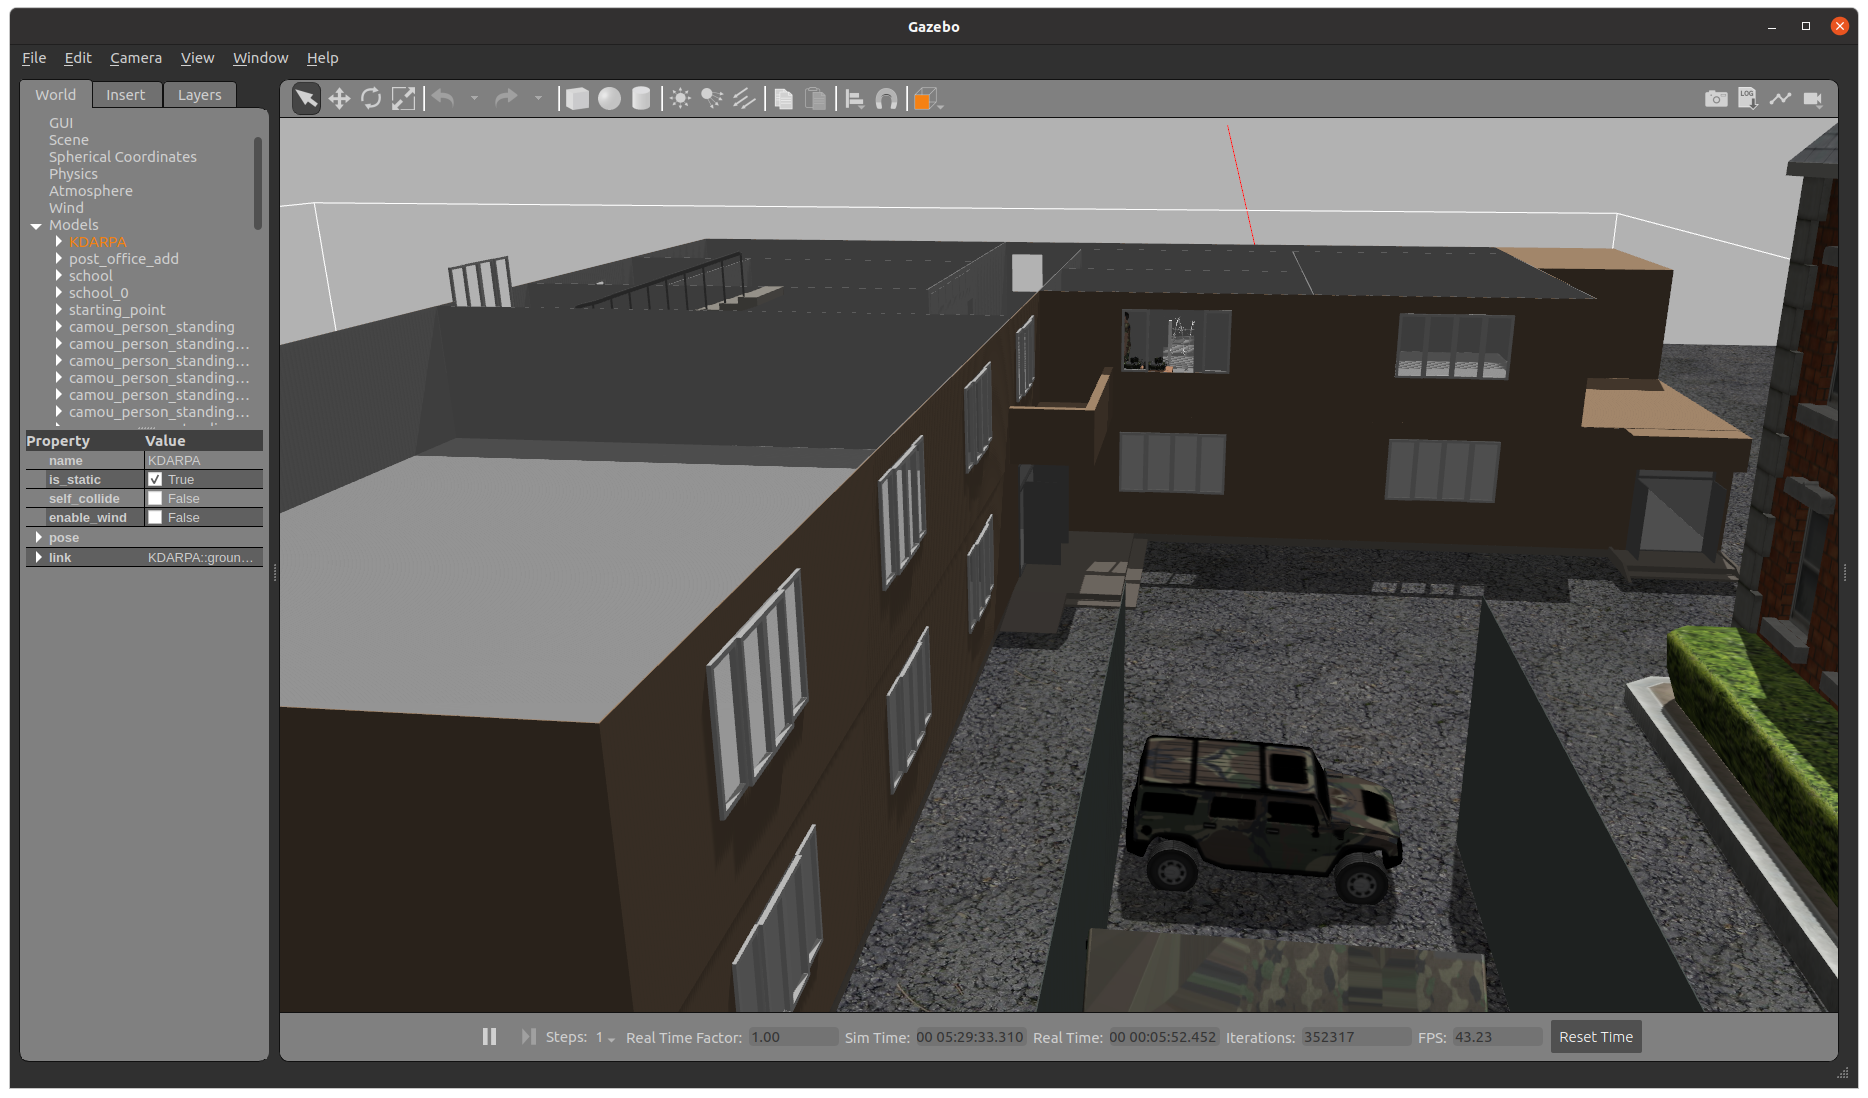 Gazebo
File Edit Camera View Window Help
World Insert Layers
GUI
Scene
Spherical Coordinates
Physics
Atmosphere
Wind
Models
KDARPA
post_office_add
school
school_0
starting_point
camou_person_standing
camou_person_standing...
camou_person_standing...
camou_person_standing...
camou_person_standing...
camou_person_standing...
Property Value
name KDARPA
is_static True
self_collide False
enable_wind False
pose
link KDARPA::groun...
LOG
Steps: 1 Real Time Factor: 1.00 Sim Time: 00 05:29:33.310 Real Time: 00 00:05:52.452 Iterations: 352317 FPS: 43.23 Reset Time